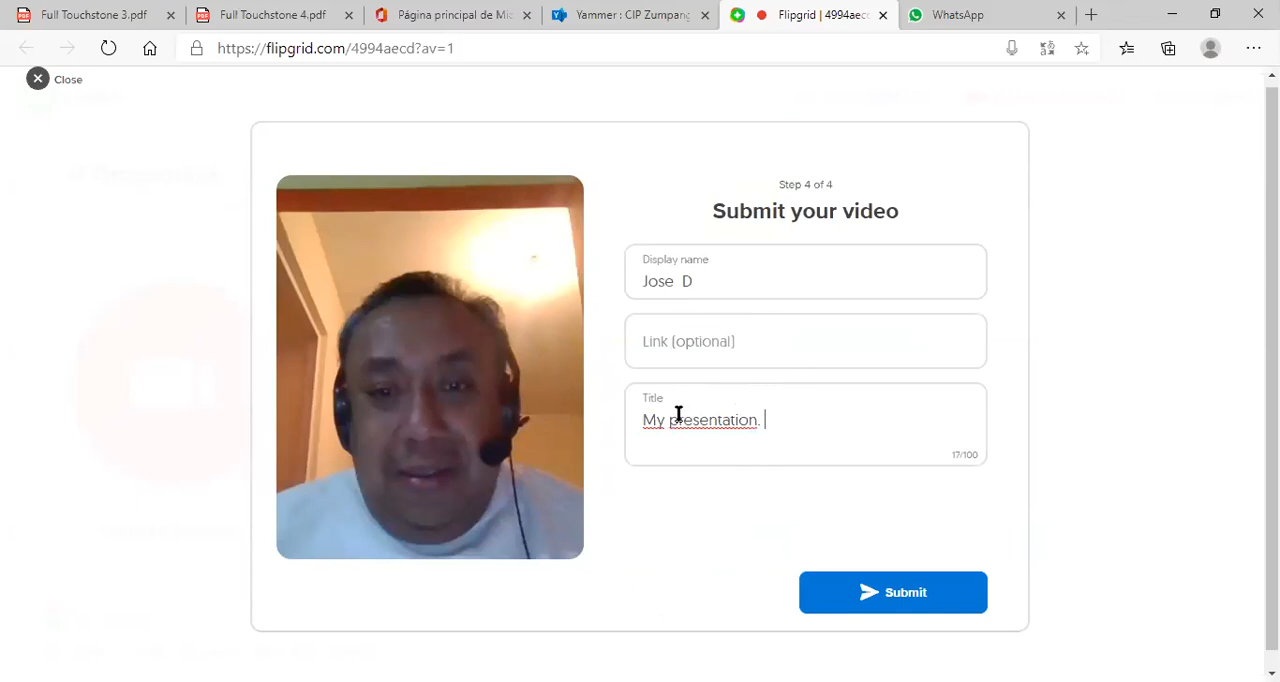 Full Touchstone 3.pdf
Full Touchstone 4.pdf
Página principal de Mic
Yammer : CIP Zumpang
Flipgrid | 4994aecd
WhatsApp
https://flipgrid.com/4994aecd?av=1
Close
Step 4 of 4
Submit your video
Display name
Jose D
Link (optional)
Title
My presentation.
17/100
Submit